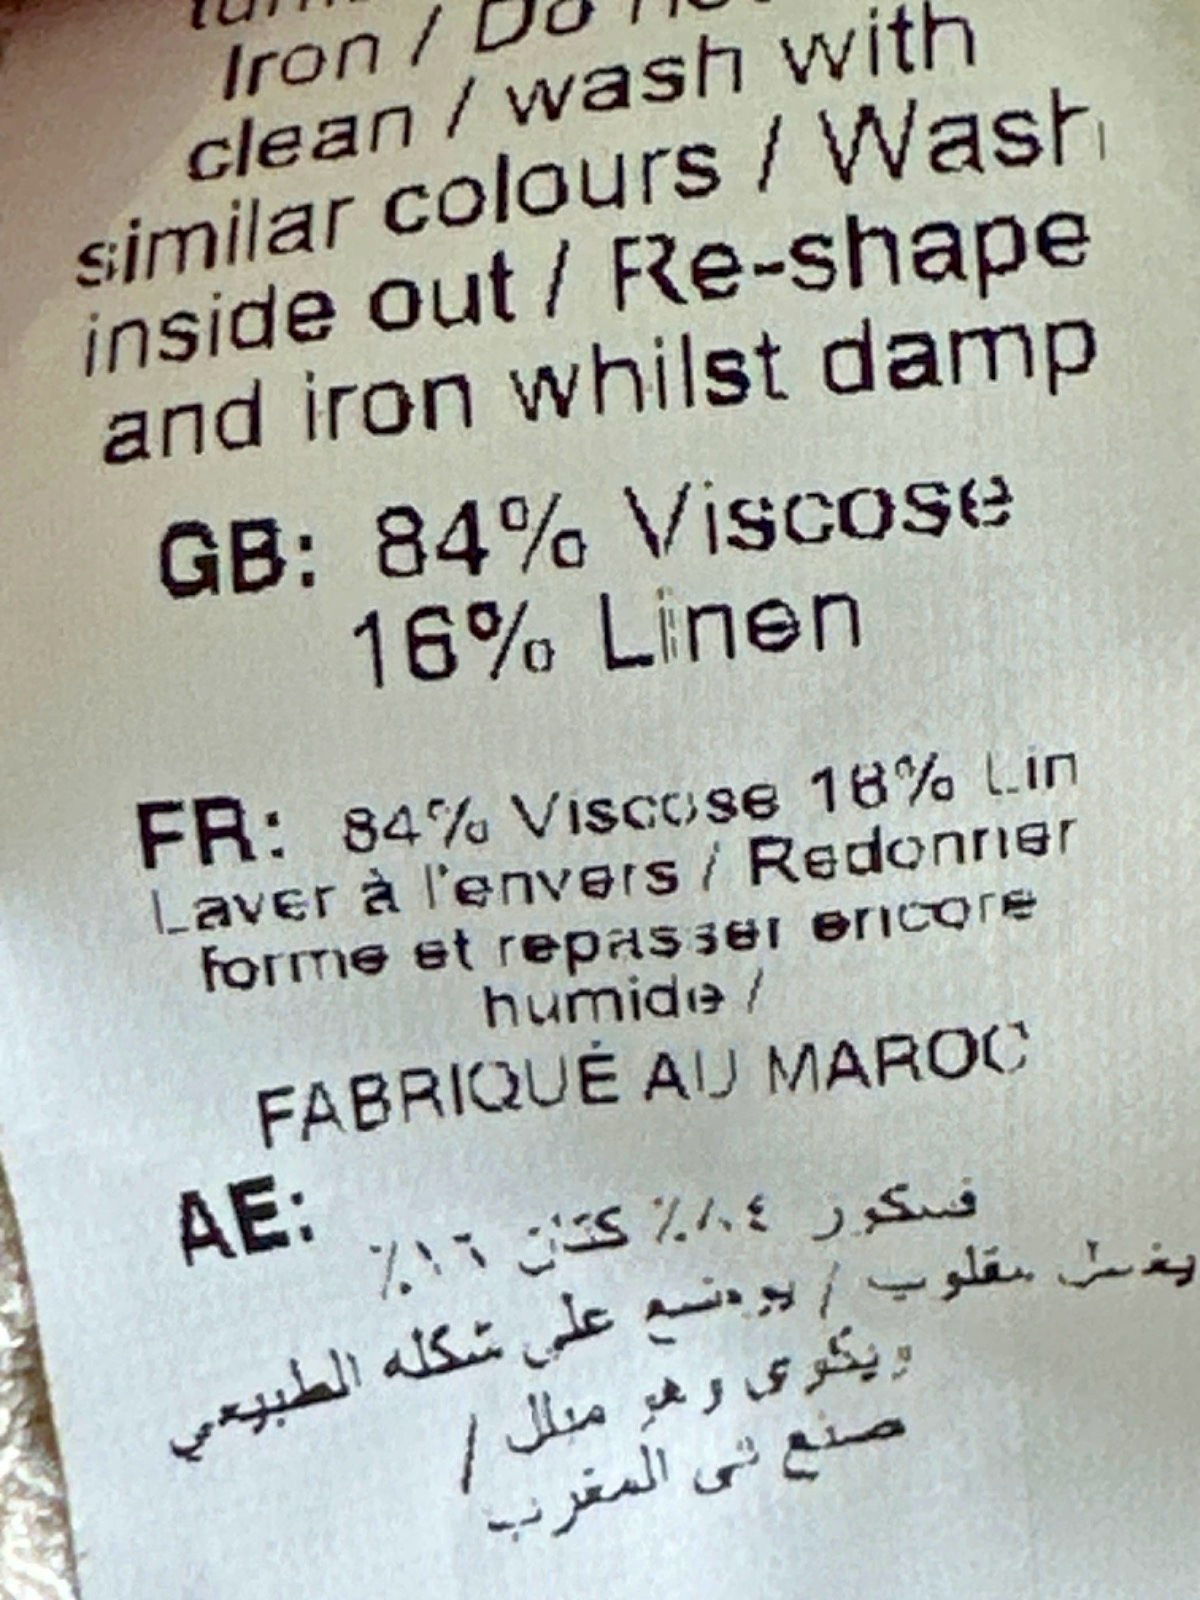 Iron / Do
clean / wash with
similar colours / Wash
inside out / Re-shape
and iron whilst damp
GB: 84% Viscose
16% Linen
FR: 84% Viscose 16% Lin
Laver à l'envers / Redonner
forme et repasser encore
humide /
FABRIQUÉ AU MAROC
AE: فسكوز ٨٤٪ كتان ١٦٪
يغسل مقلوب / يوضع على شكله الطبيعي
ويكوى وهو مبلل /
صنع في المغرب